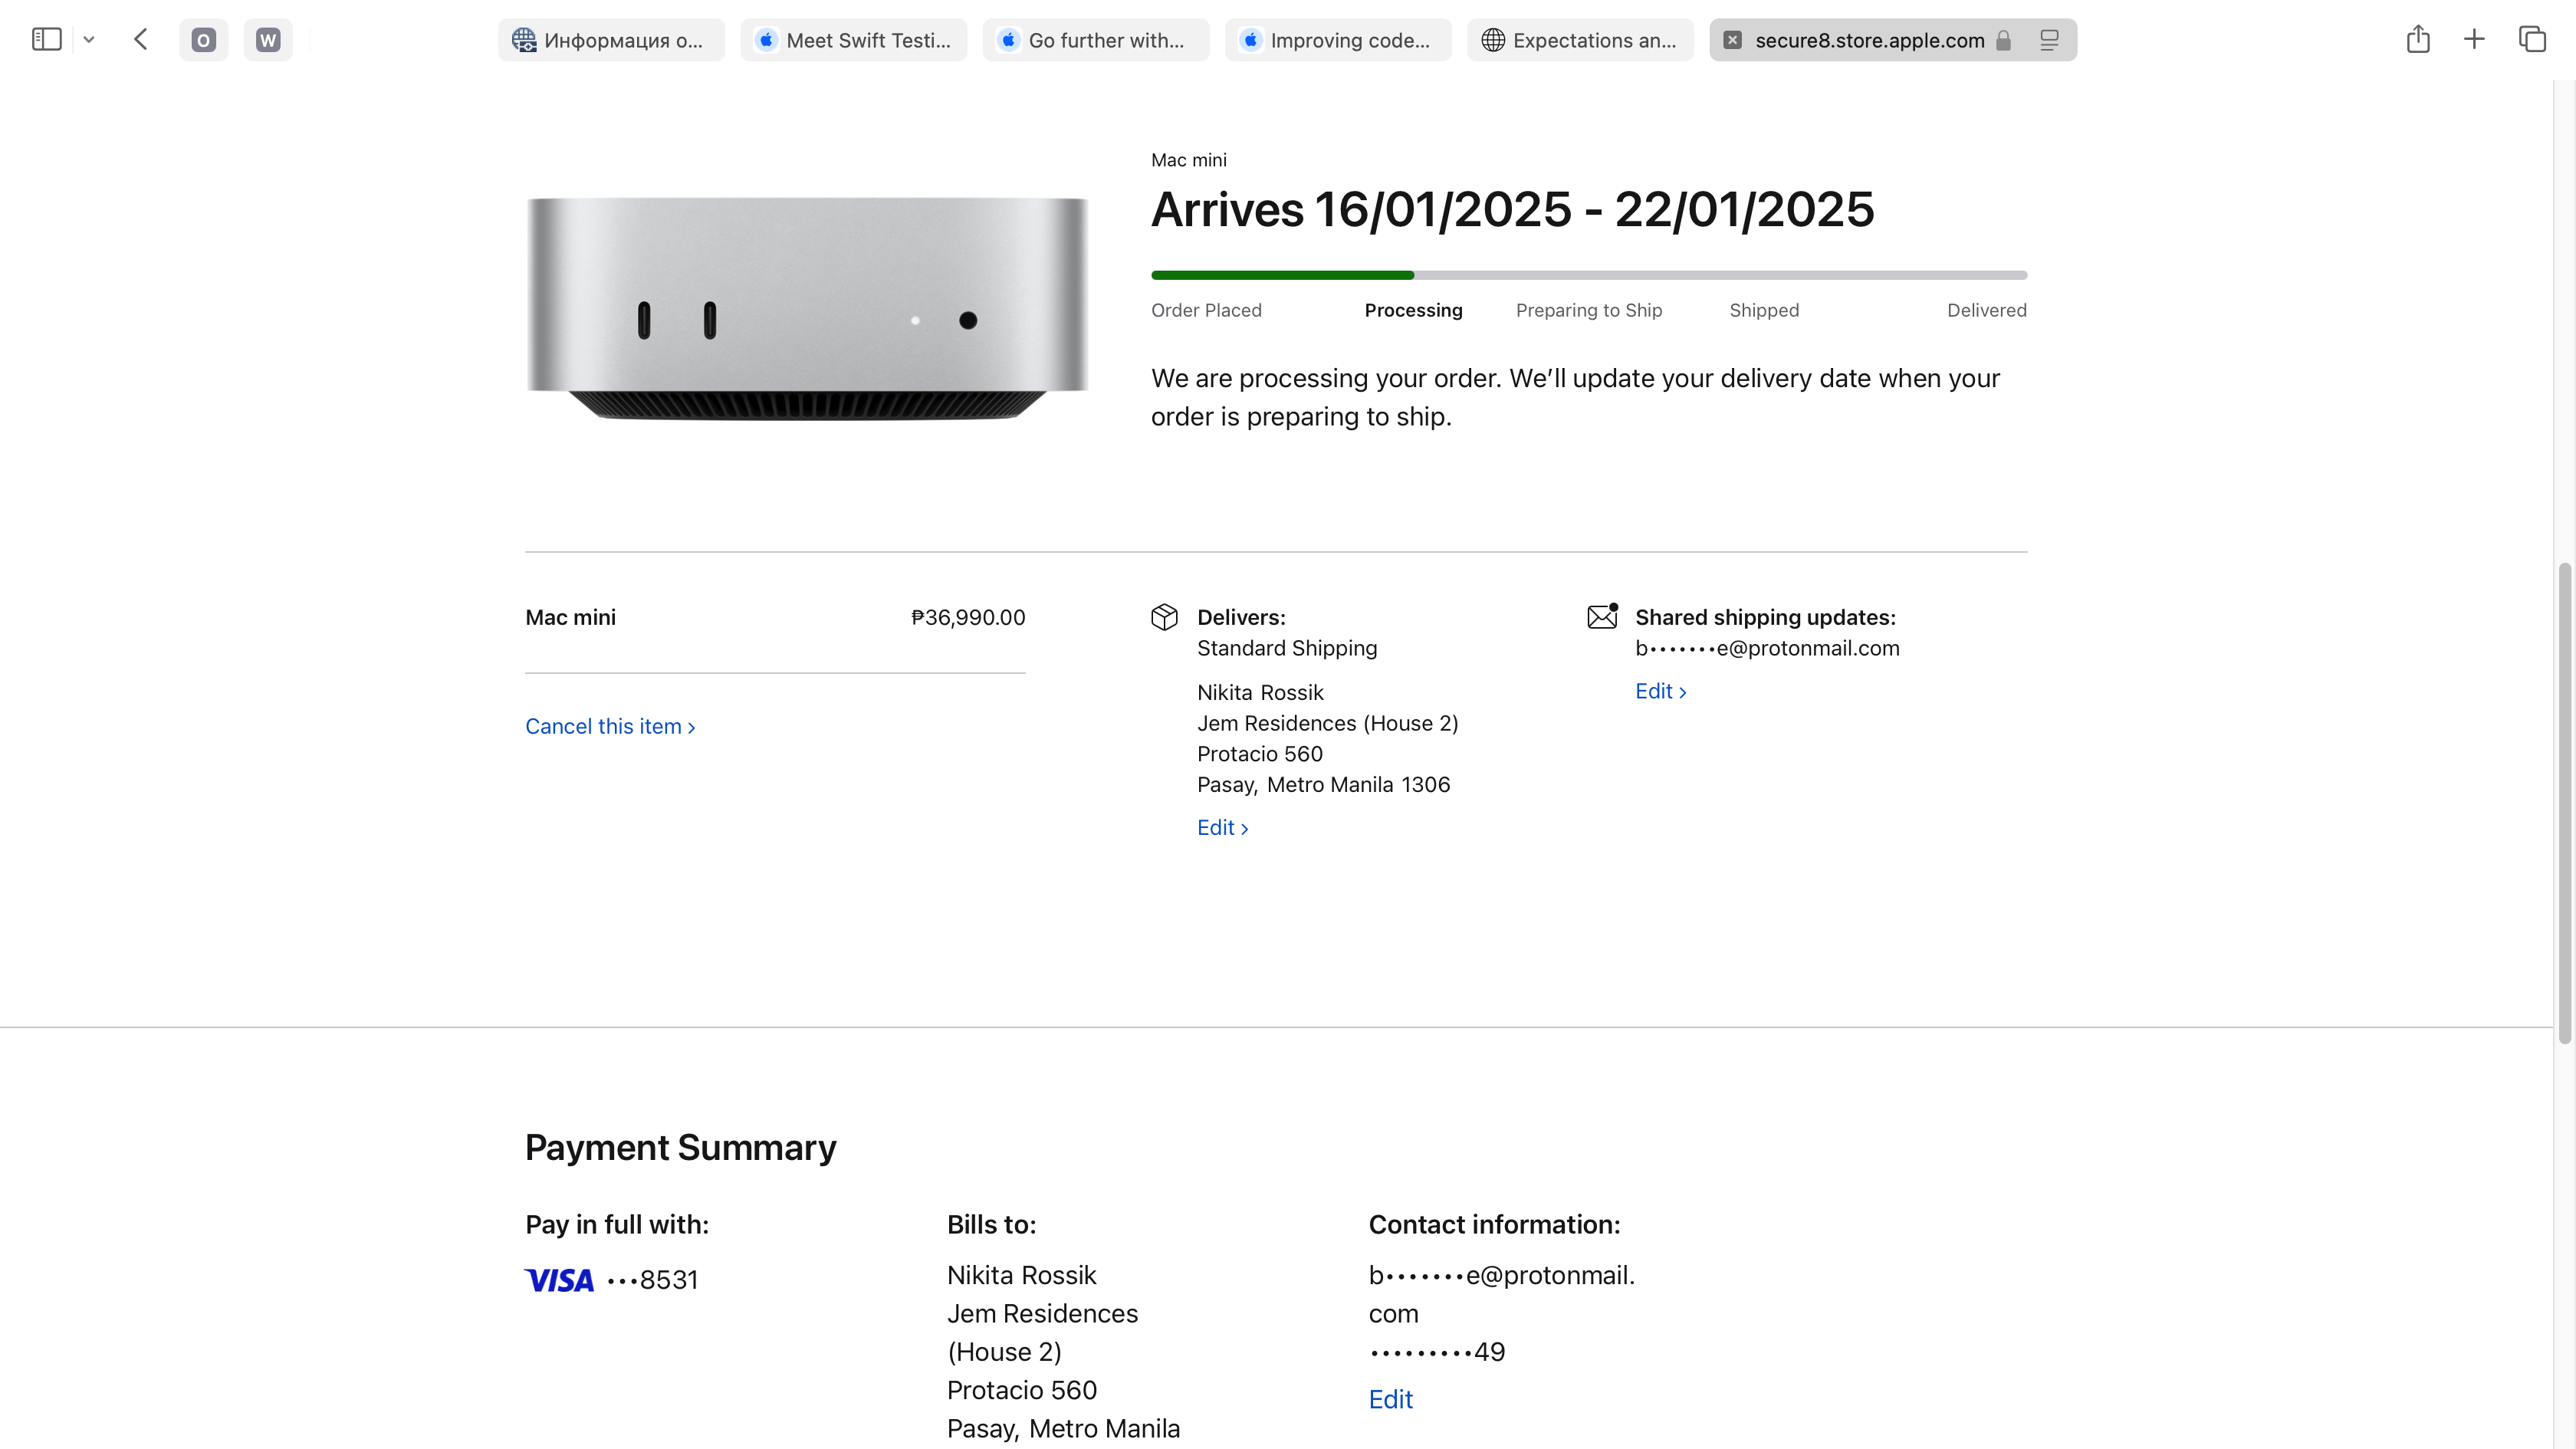 O
W
Информация о...
Meet Swift Testi...
Go further with...
Improving code...
Expectations an...
secure8.store.apple.com
Mac mini
Arrives 16/01/2025 - 22/01/2025
Order Placed
Processing
Preparing to Ship
Shipped
Delivered
We are processing your order. We’ll update your delivery date when your
order is preparing to ship.
Mac mini
₱36,990.00
Cancel this item ›
Delivers:
Standard Shipping
Nikita Rossik
Jem Residences (House 2)
Protacio 560
Pasay, Metro Manila 1306
Edit ›
Shared shipping updates:
b•••••••e@protonmail.com
Edit ›
Payment Summary
Pay in full with:
VISA •••8531
Bills to:
Nikita Rossik
Jem Residences
(House 2)
Protacio 560
Pasay, Metro Manila
Contact information:
b•••••••e@protonmail.
com
•••••••••49
Edit